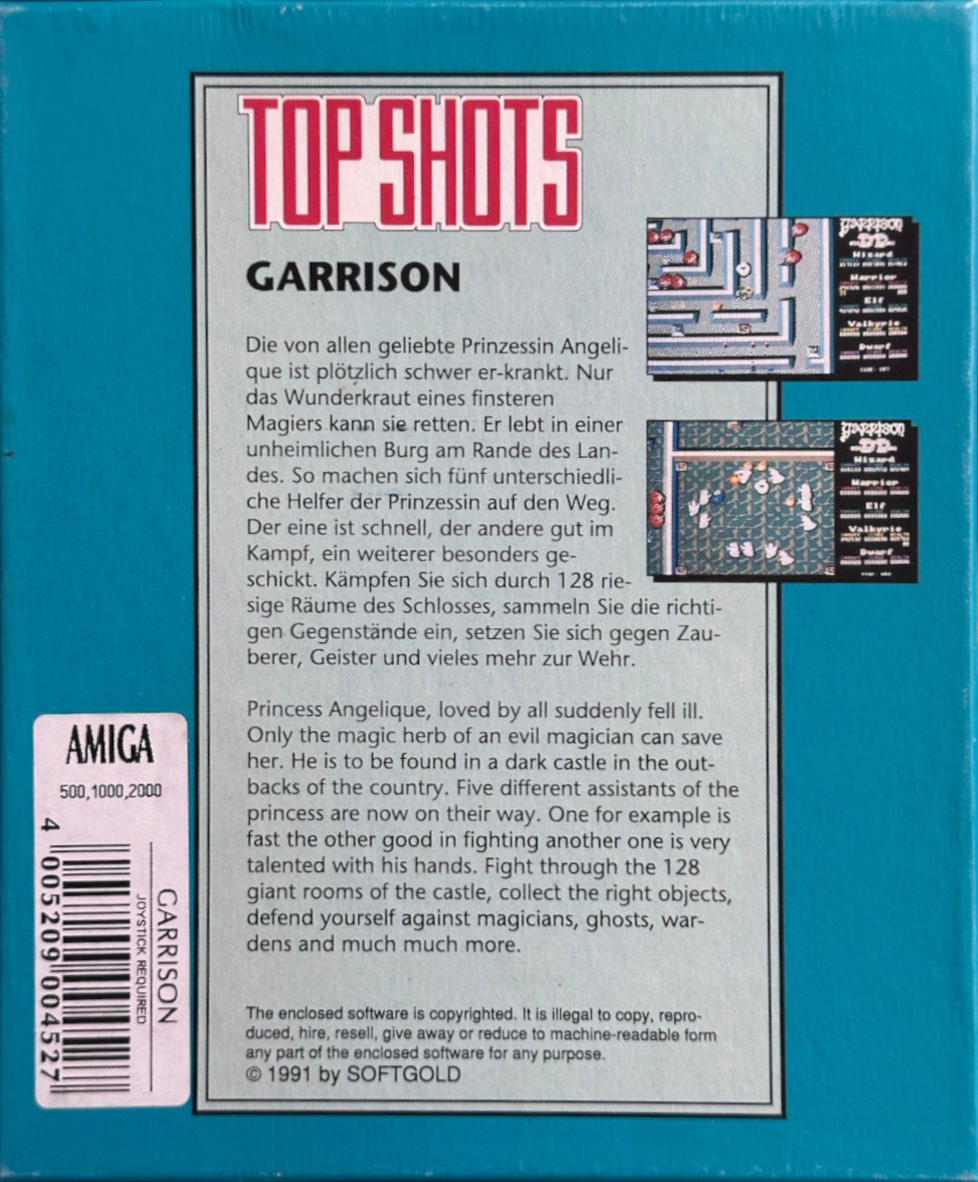 TOP SHOTS
GARRISON
Die von allen geliebte Prinzessin Angeli-
que ist plötzlich schwer er-krankt. Nur
das Wunderkraut eines finsteren
Magiers kann sie retten. Er lebt in einer
unheimlichen Burg am Rande des Lan-
des. So machen sich fünf unterschiedli-
che Helfer der Prinzessin auf den Weg.
Der eine ist schnell, der andere gut im
Kampf, ein weiterer besonders ge-
schickt. Kämpfen Sie sich durch 128 rie-
sige Räume des Schlosses, sammeln Sie die richti-
gen Gegenstände ein, setzen Sie sich gegen Zau-
berer, Geister und vieles mehr zur Wehr.
Princess Angelique, loved by all suddenly fell ill.
Only the magic herb of an evil magician can save
her. He is to be found in a dark castle in the out-
backs of the country. Five different assistants of the
princess are now on their way. One for example is
fast the other good in fighting another one is very
talented with his hands. Fight through the 128
giant rooms of the castle, collect the right objects,
defend yourself against magicians, ghosts, war-
dens and much much more.
The enclosed software is copyrighted. It is illegal to copy, repro-
duced, hire, resell, give away or reduce to machine-readable form
any part of the enclosed software for any purpose.
© 1991 by SOFTGOLD
GARRISON
Wizard
Warrior
Elf
Valkyrie
Dwarf
GARRISON
Wizard
Warrior
Elf
Valkyrie
Dwarf
AMIGA
500,1000,2000
GARRISON
JOYSTICK REQUIRED
4 005209 004527